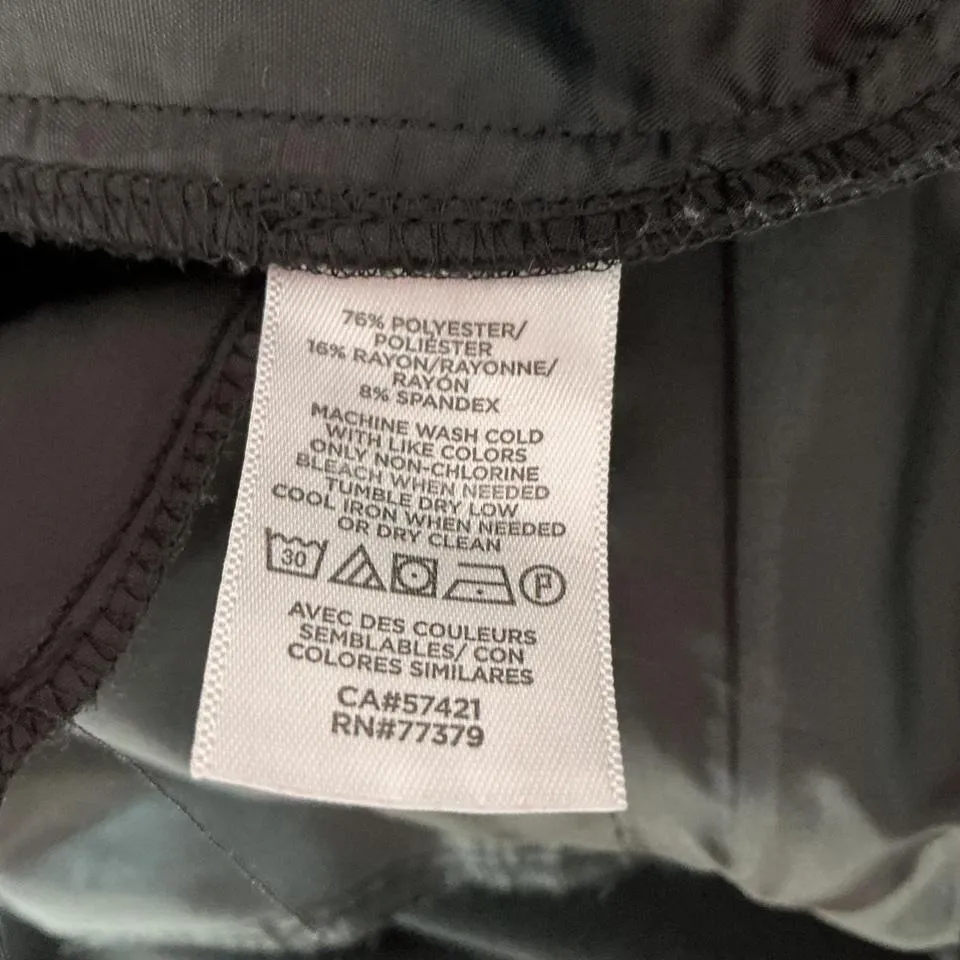 76% POLYESTER/
POLIÉSTER
16% RAYON/RAYONNE/
RAYÓN
8% SPANDEX
MACHINE WASH COLD
WITH LIKE COLORS
ONLY NON-CHLORINE
BLEACH WHEN NEEDED
TUMBLE DRY LOW
COOL IRON WHEN NEEDED
OR DRY CLEAN
30 P
AVEC DES COULEURS
SEMBLABLES/ CON
COLORES SIMILARES
CA#57421
RN#77379